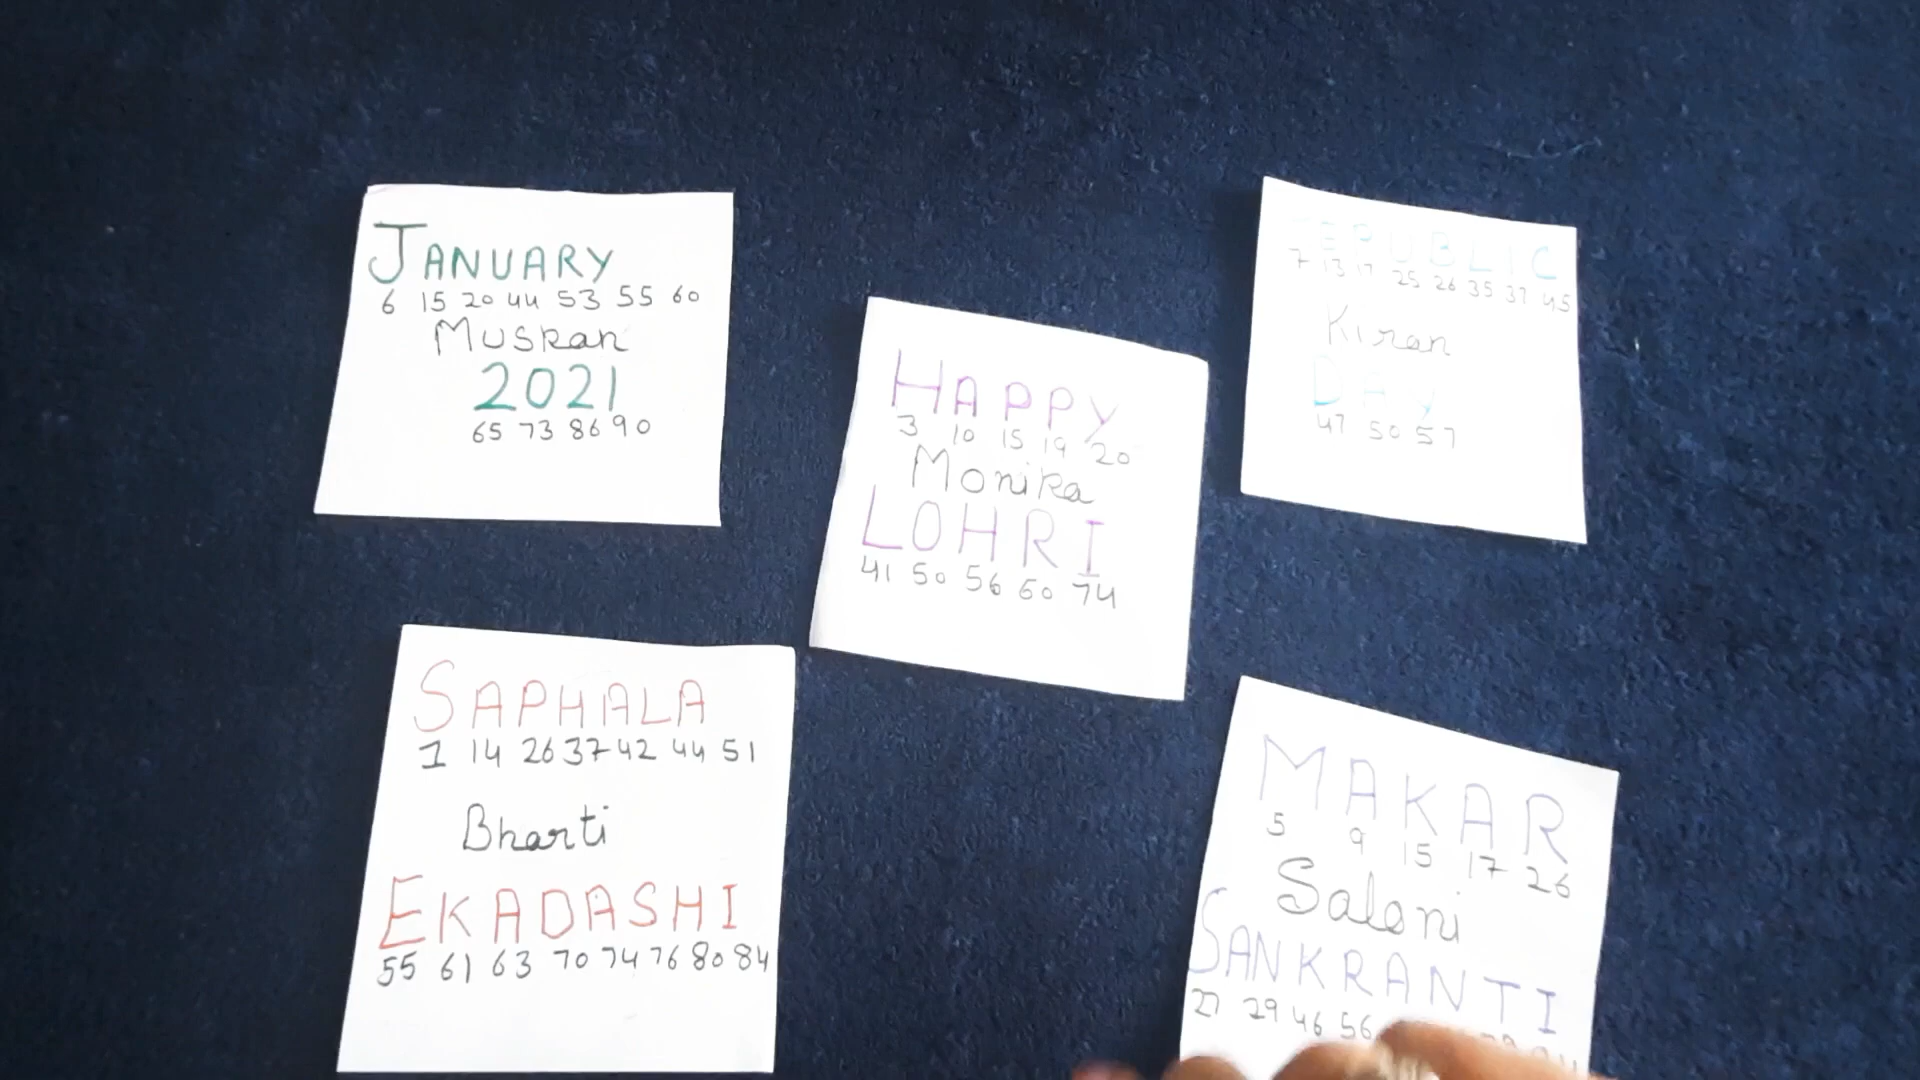 JANUARY
6 15 20 44 53 55 60
Muskan
2021
65 73 86 90
HAPPY
3 10 15 19 20
Monika
LOHRI
41 50 56 60 74
REPUBLIC
7 13 17 25 26 35 37 45
Kiran
DAY
47 50 57
SAPHALA
1 14 26 37 42 44 51
Bharti
EKADASHI
55 61 63 70 74 76 80 84
MAKAR
5 9 15 17 26
Saloni
SANKRANTI
27 29 46 56